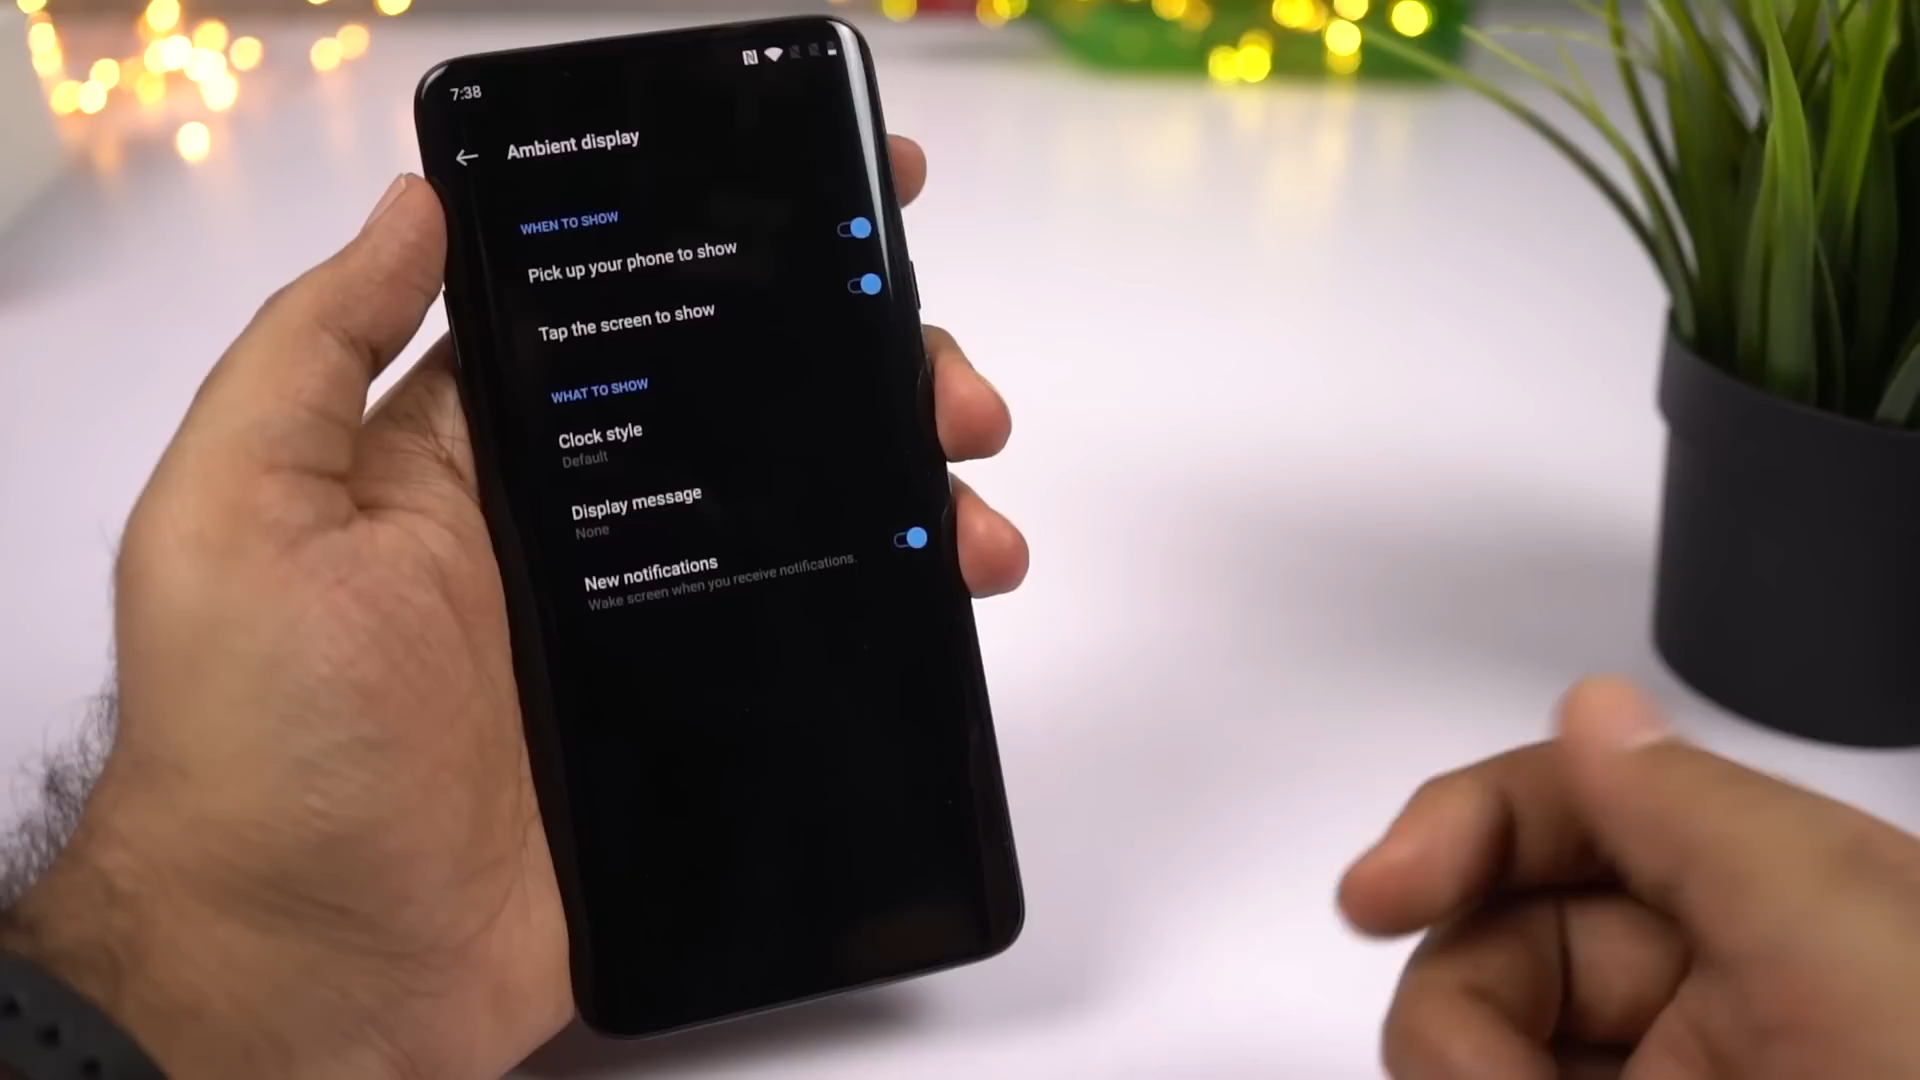 7:38
Ambient display
WHEN TO SHOW
Pick up your phone to show
Tap the screen to show
WHAT TO SHOW
Clock style
Default
Display message
None
New notifications
Wake screen when you receive notifications.